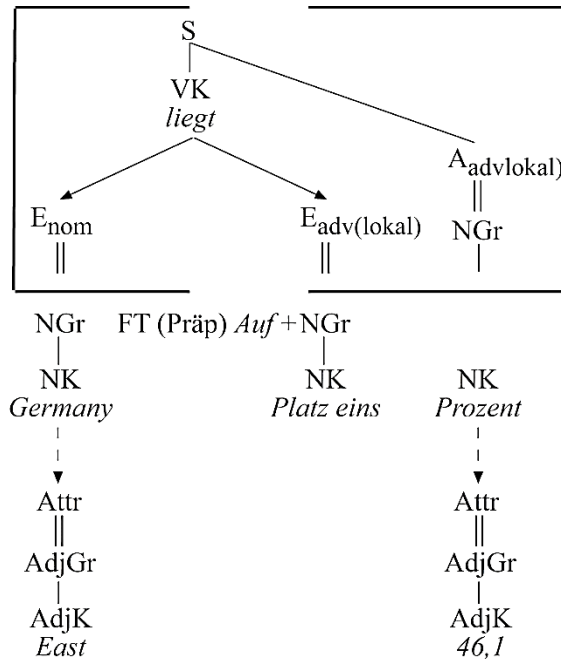 S
VK
liegt
A advlokal)
E nom E adv(lokal) NGr
NGr FT (Präp) Auf + NGr
NK NK NK
Germany Platz eins Prozent
Attr Attr
AdjGr AdjGr
AdjK AdjK
East 46,1